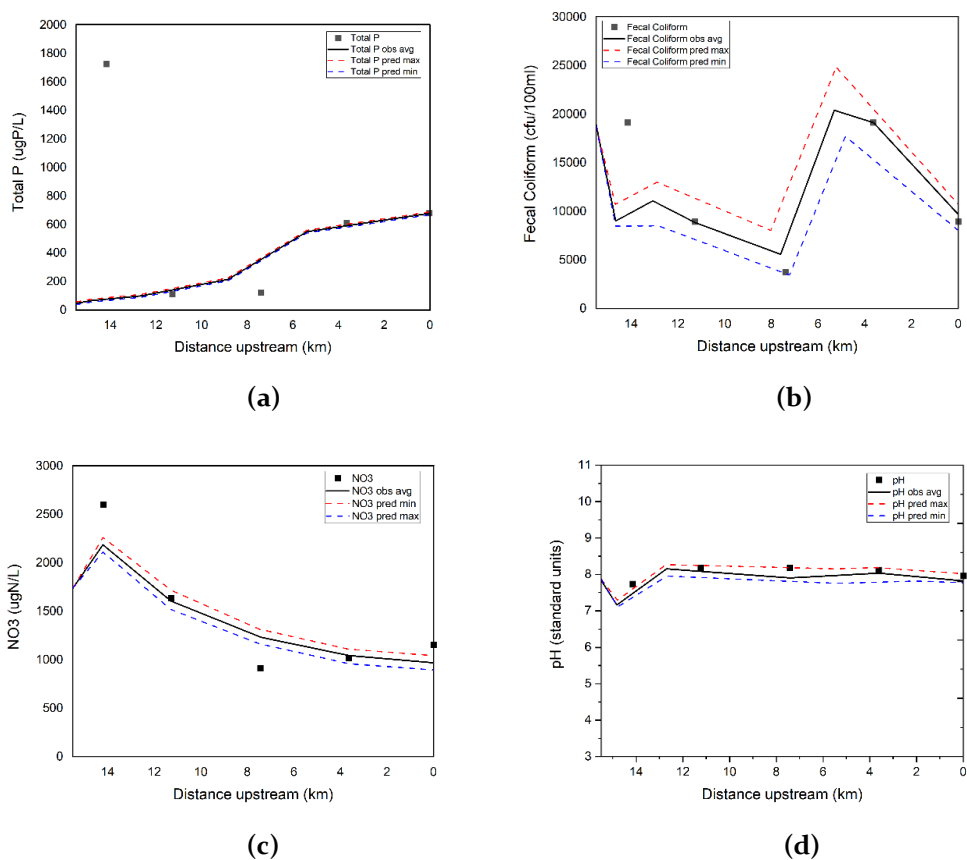 2000
1800
1600
1400
1200
1000
800
600
400
200
0
Total P (ugP/L)
Total P
Total P obs avg
Total P pred max
Total P pred min
14 12 10 8 6 4 2 0
Distance upstream (km)
(a)
30000
25000
20000
15000
10000
5000
0
Fecal Coliform (cfu/100ml)
Fecal Coliform
Fecal Coliform obs avg
Fecal Coliform pred max
Fecal Coliform pred min
14 12 10 8 6 4 2 0
Distance upstream (km)
(b)
3000
2500
2000
1500
1000
500
0
NO3 (ugN/L)
NO3
NO3 obs avg
NO3 pred min
NO3 pred max
14 12 10 8 6 4 2 0
Distance upstream (km)
(c)
11
10
9
8
7
6
5
4
3
pH (standard units)
pH
pH obs avg
pH pred max
pH pred min
14 12 10 8 6 4 2 0
Distance upstream (km)
(d)